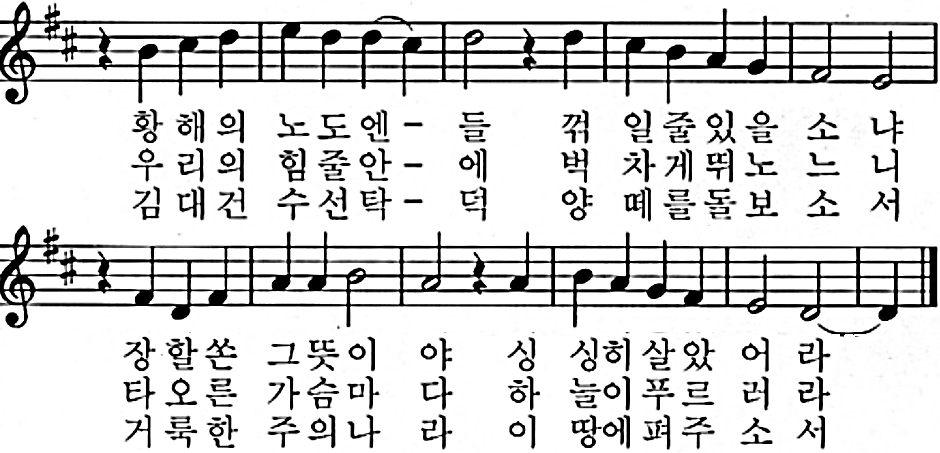 황 해 의 노 도 엔 - 들 꺾 일 줄 있 을 소 냐
우 리 의 힘 줄 안 - 에 벅 차 게 뛰 노 느 니
김 대 건 수 선 탁 - 덕 양 떼 를 돌 보 소 서
장 할 쏜 그 뜻 이 야 싱 싱 히 살 았 어 라
타 오 른 가 슴 마 다 하 늘 이 푸 르 러 라
거 룩 한 주 의 나 라 이 땅 에 펴 주 소 서